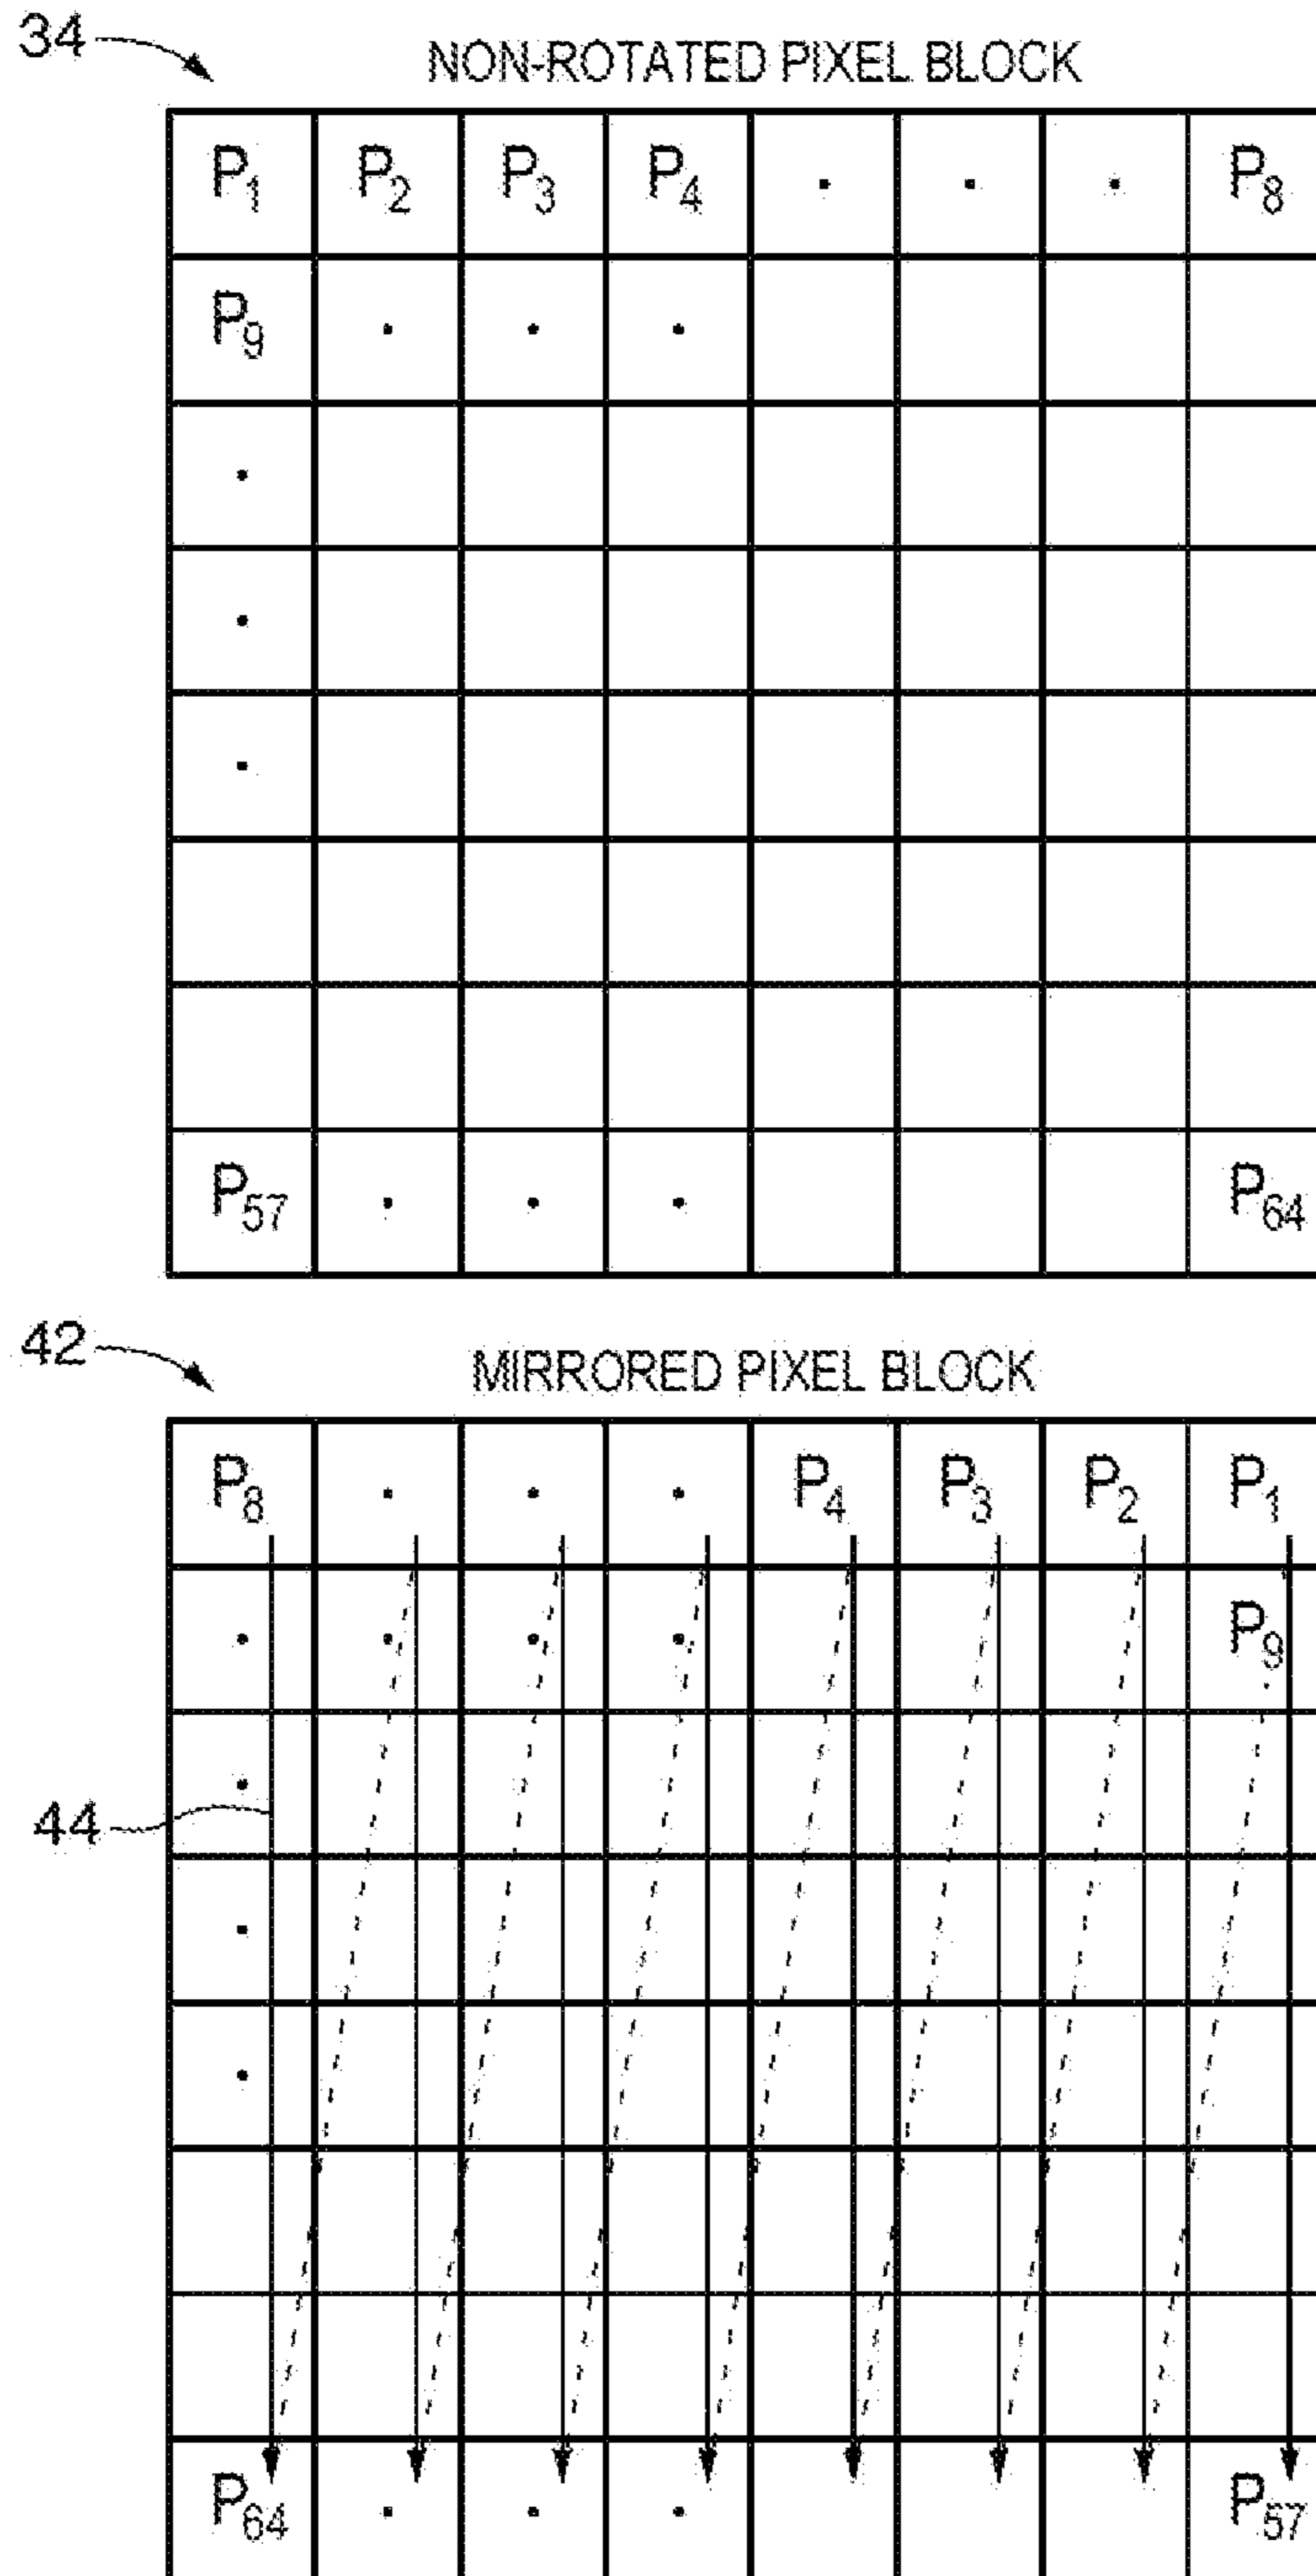 34
NON-ROTATED PIXEL BLOCK
P1 P2 P3 P4 . . . P8
P9 . . .
.
.
.
P57 . . . P64
42
MIRRORED PIXEL BLOCK
P8 . . . P4 P3 P2 P1
. . . . P9
.
44
.
.
P64 . . . P57